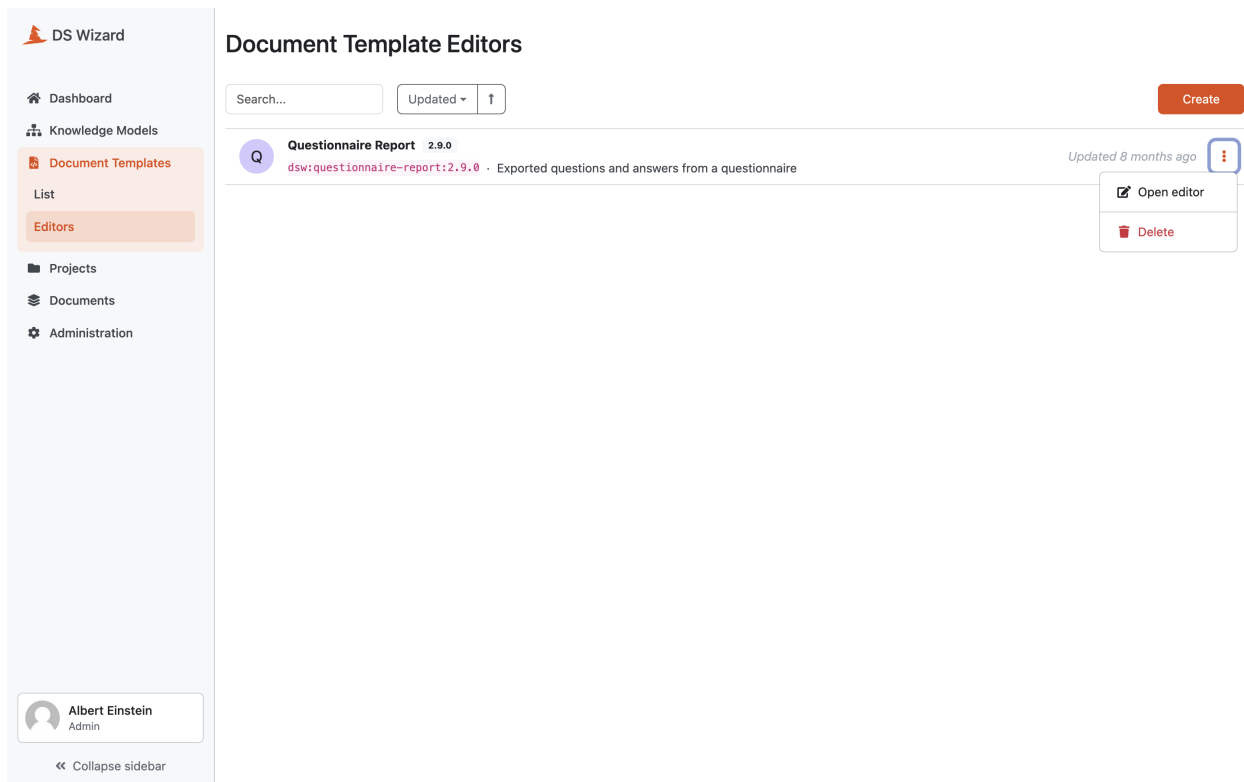 DS Wizard
Dashboard
Knowledge Models
Document Templates
List
Editors
Projects
Documents
Administration
Albert Einstein
Admin
Collapse sidebar
Document Template Editors
Search...
Updated
Create
Q
Questionnaire Report 2.9.0
dsw:questionnaire-report:2.9.0 · Exported questions and answers from a questionnaire
Updated 8 months ago
Open editor
Delete